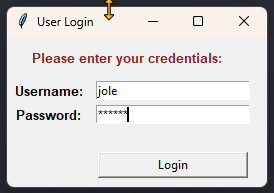 User Login
Please enter your credentials:
Username: jole
Password: ******
Login